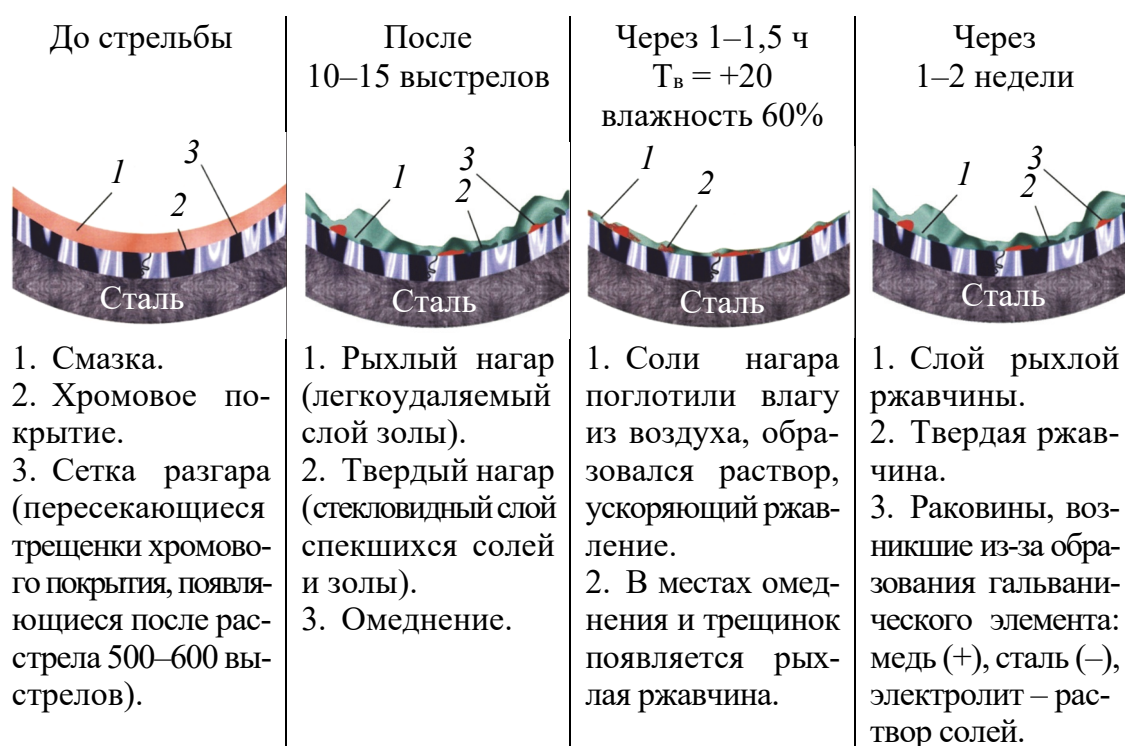 До стрельбы
После
10–15 выстрелов
Через 1–1,5 ч
Тв = +20
влажность 60%
Через
1–2 недели
1
2
3
Сталь
1
2
3
Сталь
1
2
Сталь
1
2
3
Сталь
1. Смазка.
2. Хромовое по-
крытие.
3. Сетка разгара
(пересекающиеся
трещенки хромово-
го покрытия, появля-
ющиеся после рас-
стрела 500–600 вы-
стрелов).
1. Рыхлый нагар
(легкоудаляемый
слой золы).
2. Твердый нагар
(стекловидный слой
спекшихся солей
и золы).
3. Омеднение.
1. Соли нагара
поглотили влагу
из воздуха, обра-
зовался раствор,
ускоряющий ржав-
ление.
2. В местах омед-
нения и трещинок
появляется рых-
лая ржавчина.
1. Слой рыхлой
ржавчины.
2. Твердая ржав-
чина.
3. Раковины, воз-
никшие из-за обра-
зования гальвани-
ческого элемента:
медь (+), сталь (–),
электролит – рас-
твор солей.